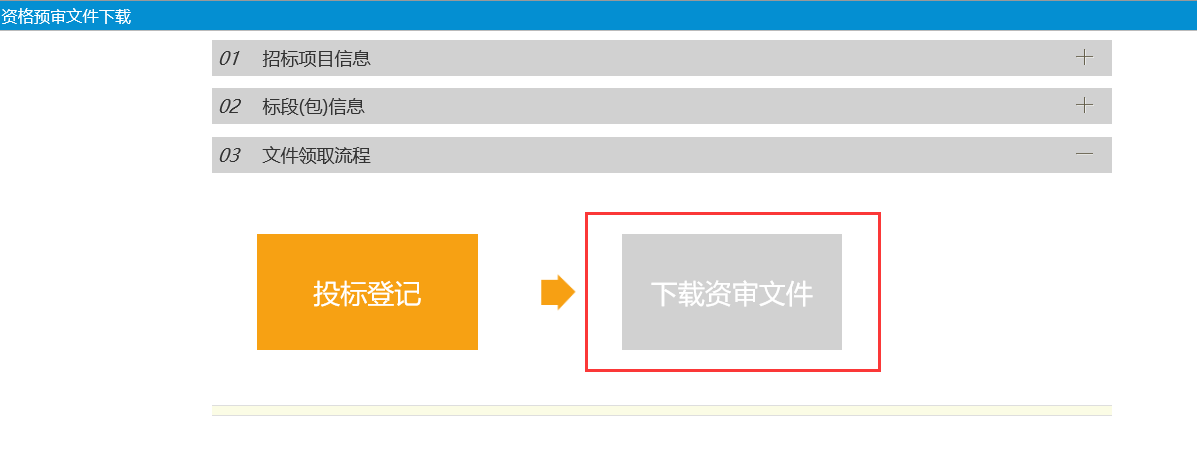 资格预审文件下载
01 招标项目信息
02 标段(包)信息
03 文件领取流程
投标登记 下载资审文件